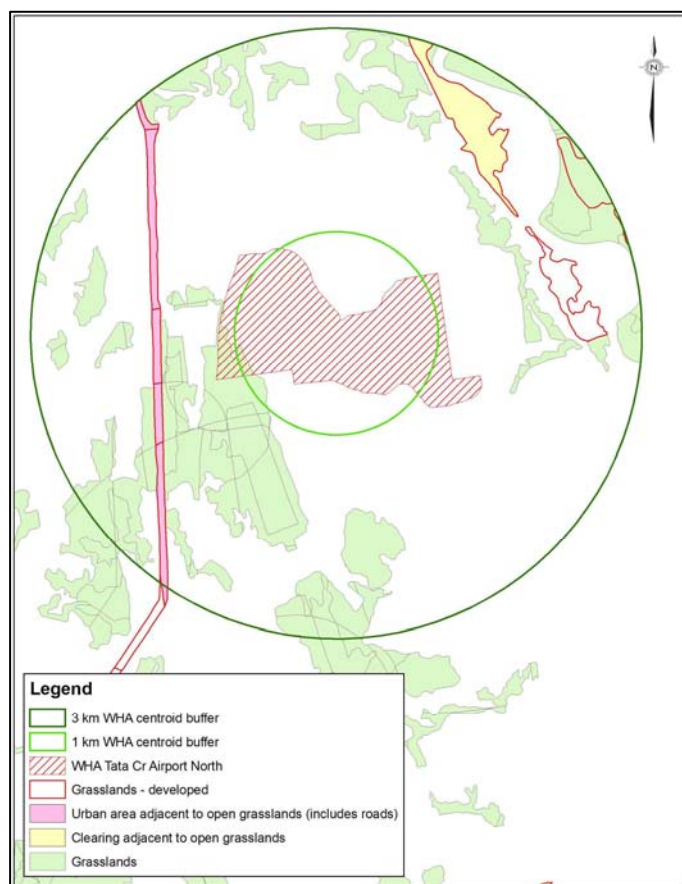 N
Legend
3 km WHA centroid buffer
1 km WHA centroid buffer
WHA Tata Cr Airport North
Grasslands - developed
Urban area adjacent to open grasslands (includes roads)
Clearing adjacent to open grasslands
Grasslands